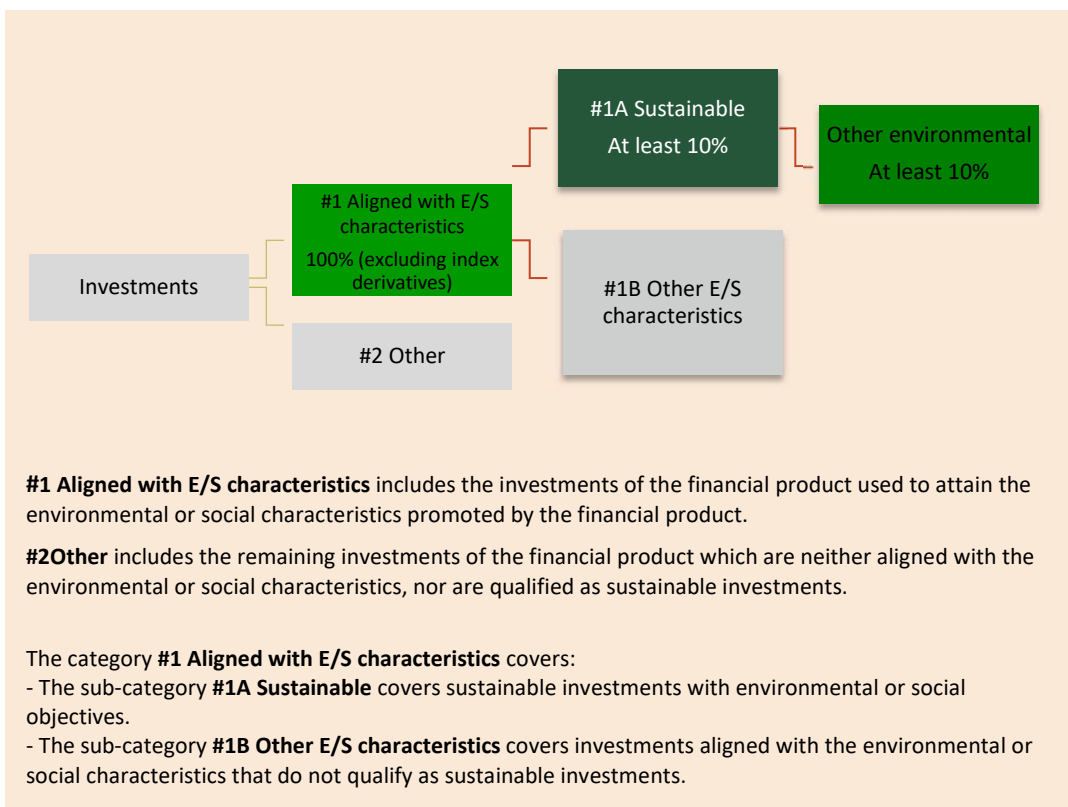 #1A Sustainable
At least 10%
Other environmental
At least 10%
#1 Aligned with E/S
characteristics
100% (excluding index
derivatives)
Investments
#1B Other E/S
characteristics
#2 Other
#1 Aligned with E/S characteristics includes the investments of the financial product used to attain the
environmental or social characteristics promoted by the financial product.
#2Other includes the remaining investments of the financial product which are neither aligned with the
environmental or social characteristics, nor are qualified as sustainable investments.
The category #1 Aligned with E/S characteristics covers:
- The sub-category #1A Sustainable covers sustainable investments with environmental or social
objectives.
- The sub-category #1B Other E/S characteristics covers investments aligned with the environmental or
social characteristics that do not qualify as sustainable investments.